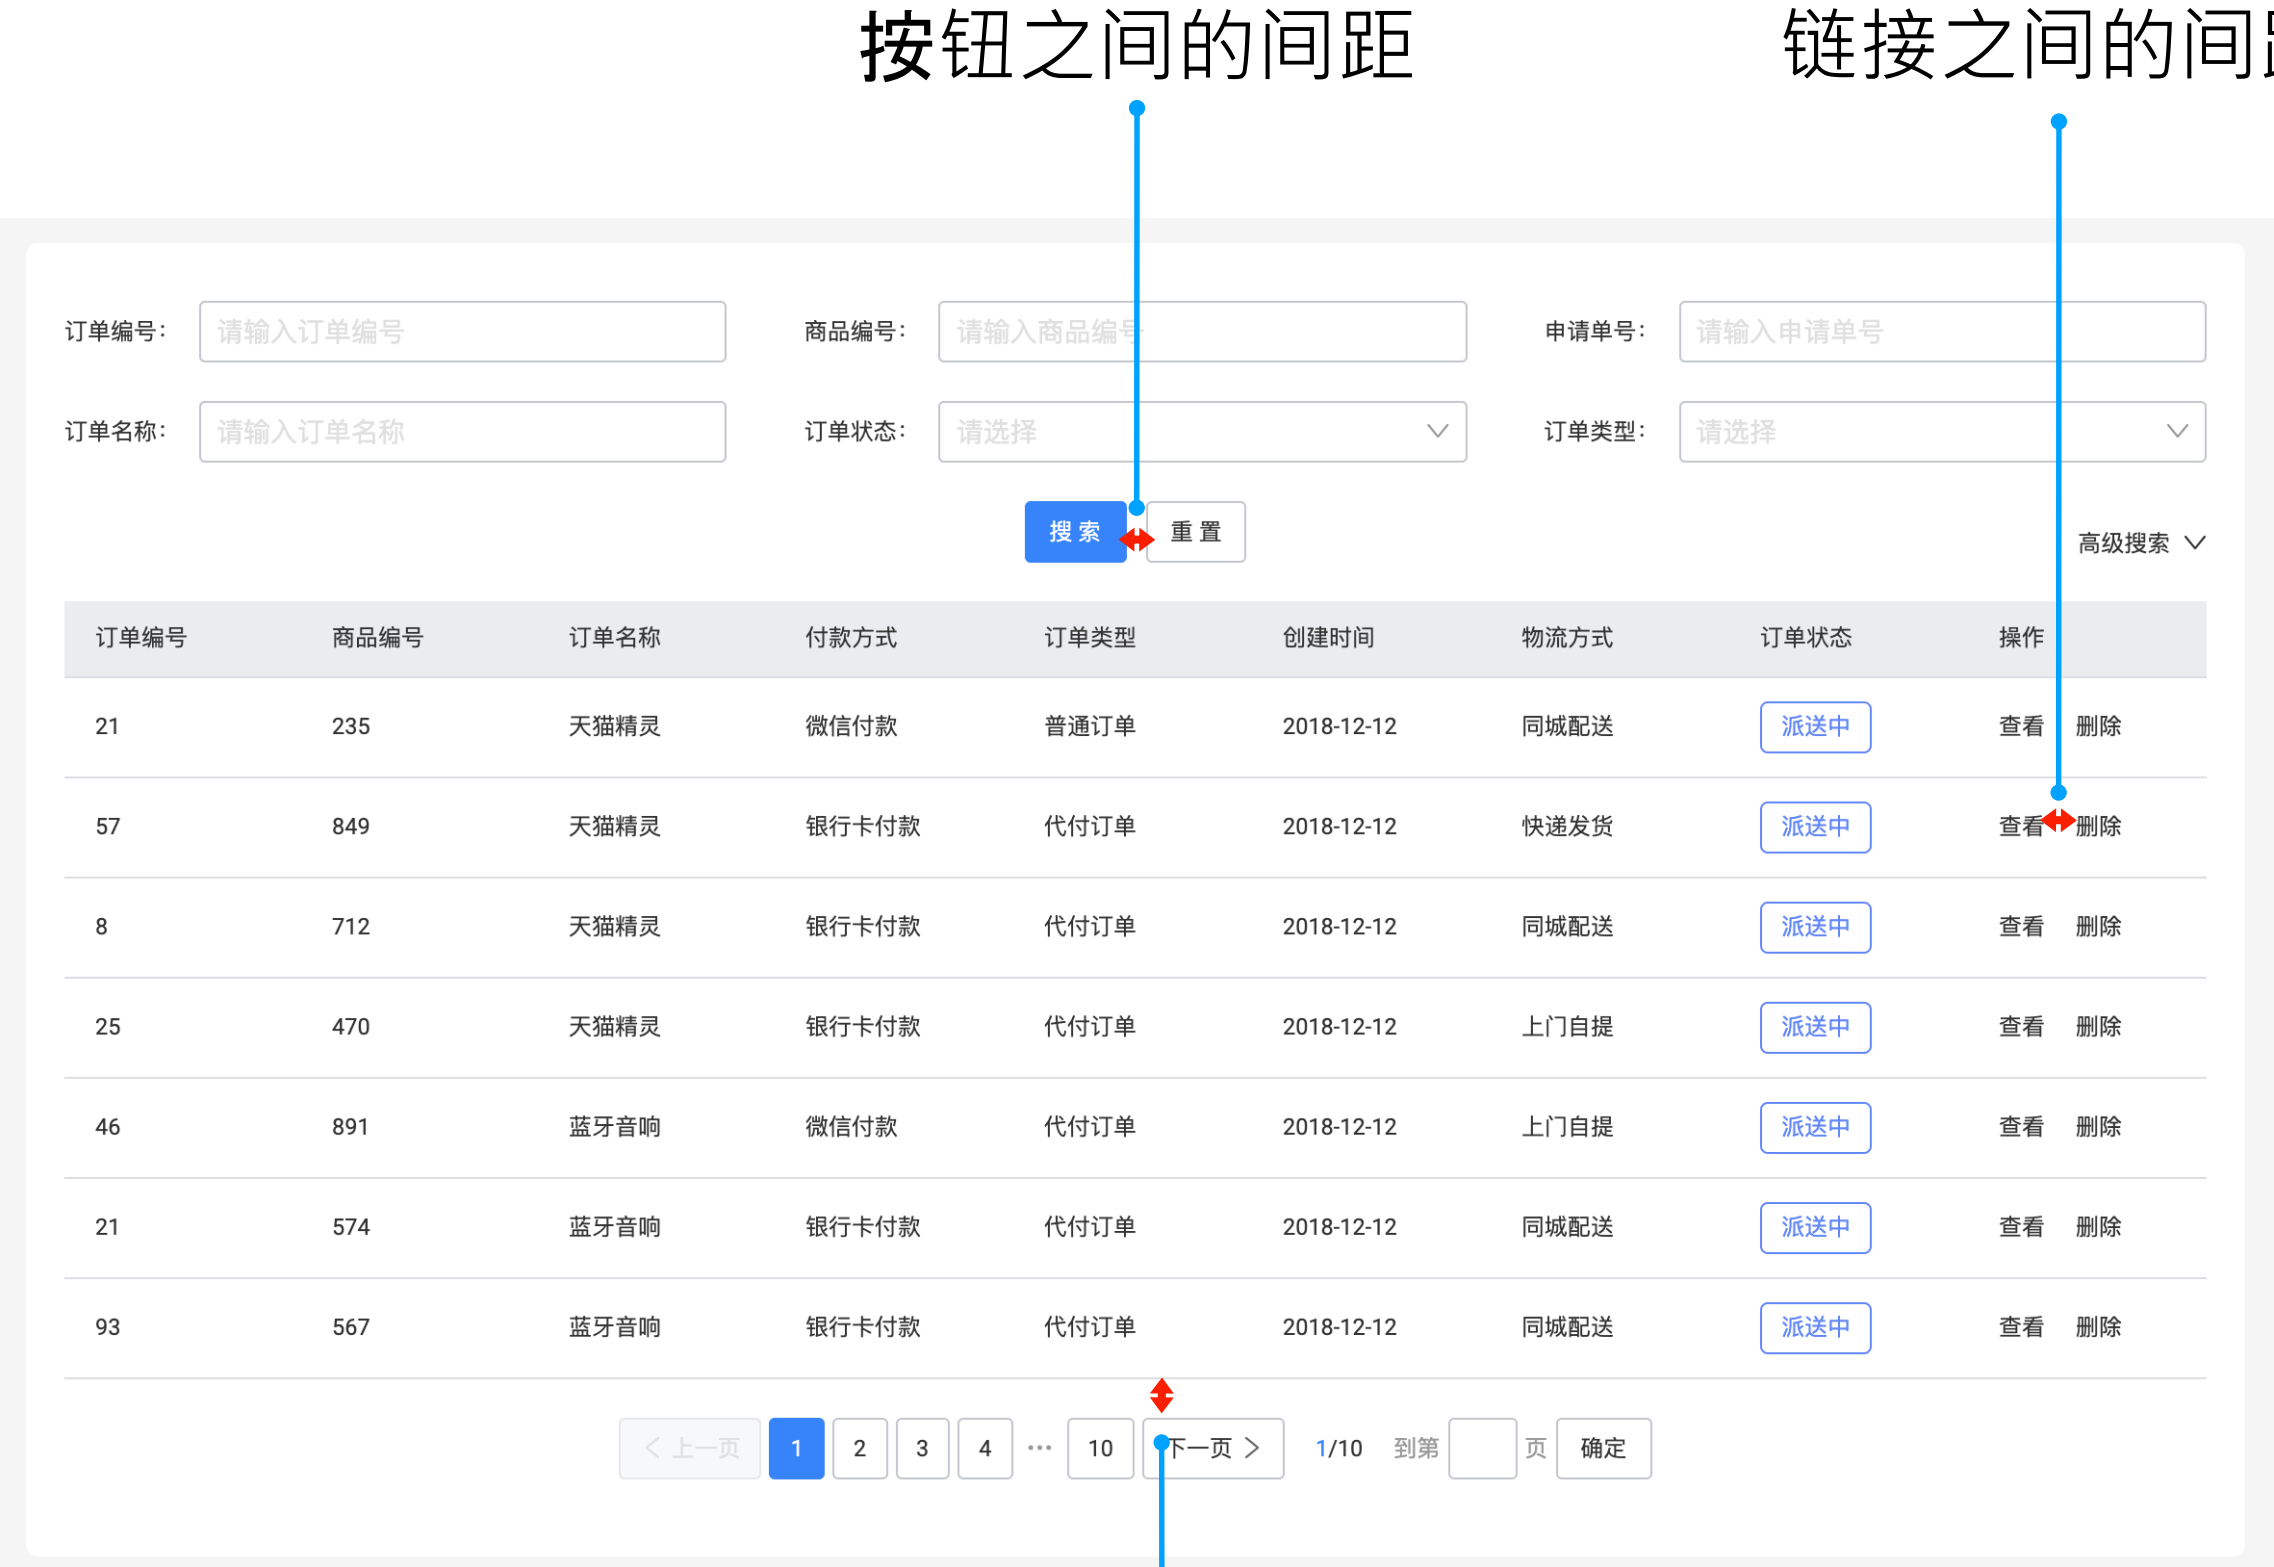 按钮之间的间距
链接之间的间距
订单编号： 请输入订单编号 商品编号： 请输入商品编号 申请单号： 请输入申请单号
订单名称： 请输入订单名称 订单状态： 请选择 订单类型： 请选择
搜 索 重 置 高级搜索
订单编号 商品编号 订单名称 付款方式 订单类型 创建时间 物流方式 订单状态 操作
21 235 天猫精灵 微信付款 普通订单 2018-12-12 同城配送 派送中 查看 删除
57 849 天猫精灵 银行卡付款 代付订单 2018-12-12 快递发货 派送中 查看 删除
8 712 天猫精灵 银行卡付款 代付订单 2018-12-12 同城配送 派送中 查看 删除
25 470 天猫精灵 银行卡付款 代付订单 2018-12-12 上门自提 派送中 查看 删除
46 891 蓝牙音响 微信付款 代付订单 2018-12-12 上门自提 派送中 查看 删除
21 574 蓝牙音响 银行卡付款 代付订单 2018-12-12 同城配送 派送中 查看 删除
93 567 蓝牙音响 银行卡付款 代付订单 2018-12-12 同城配送 派送中 查看 删除
上一页 1 2 3 4 ··· 10 下一页 1/10 到第 页 确定